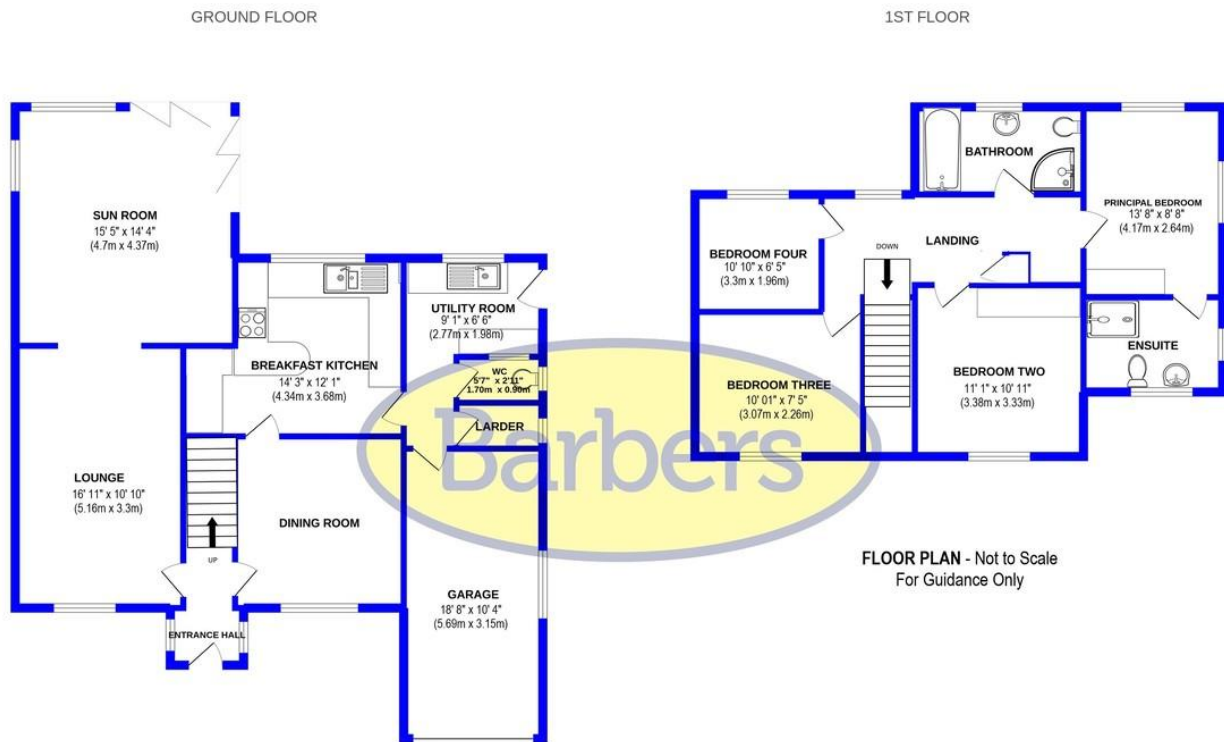 GROUND FLOOR
1ST FLOOR
SUN ROOM
15' 5" x 14' 4"
(4.7m x 4.37m)
BREAKFAST KITCHEN
14' 3" x 12' 1"
(4.34m x 3.68m)
UTILITY ROOM
9' 1" x 6' 6"
(2.77m x 1.98m)
WC
5'7" x 2'11"
1.70m x 0.90m
LARDER
LOUNGE
16' 11" x 10' 10"
(5.16m x 3.3m)
UP
DINING ROOM
GARAGE
18' 8" x 10' 4"
(5.69m x 3.15m)
ENTRANCE HALL
BATHROOM
PRINCIPAL BEDROOM
13' 8" x 8' 8"
(4.17m x 2.64m)
BEDROOM FOUR
10' 10" x 6' 5"
(3.3m x 1.96m)
DOWN
LANDING
ENSUITE
BEDROOM THREE
10' 01" x 7' 5"
(3.07m x 2.26m)
BEDROOM TWO
11' 1" x 10' 11"
(3.38m x 3.33m)
Barbers
FLOOR PLAN - Not to Scale
For Guidance Only